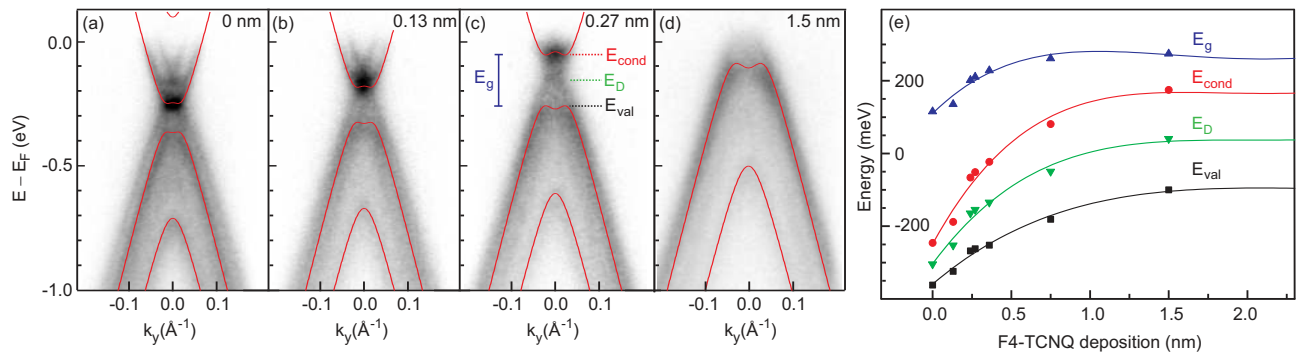 (a) 0 nm
(b) 0.13 nm
(c) 0.27 nm
(d) 1.5 nm
(e)
0.0
-0.5
-1.0
E – E_F (eV)
E_g
E_cond
E_D
E_val
-0.1 0.0 0.1
-0.1 0.0 0.1
-0.1 0.0 0.1
-0.1 0.0 0.1
k_y(Å⁻¹)
k_y(Å⁻¹)
k_y(Å⁻¹)
k_y(Å⁻¹)
Energy (meV)
200
0
-200
E_g
E_cond
E_D
E_val
0.0 0.5 1.0 1.5 2.0
F4-TCNQ deposition (nm)